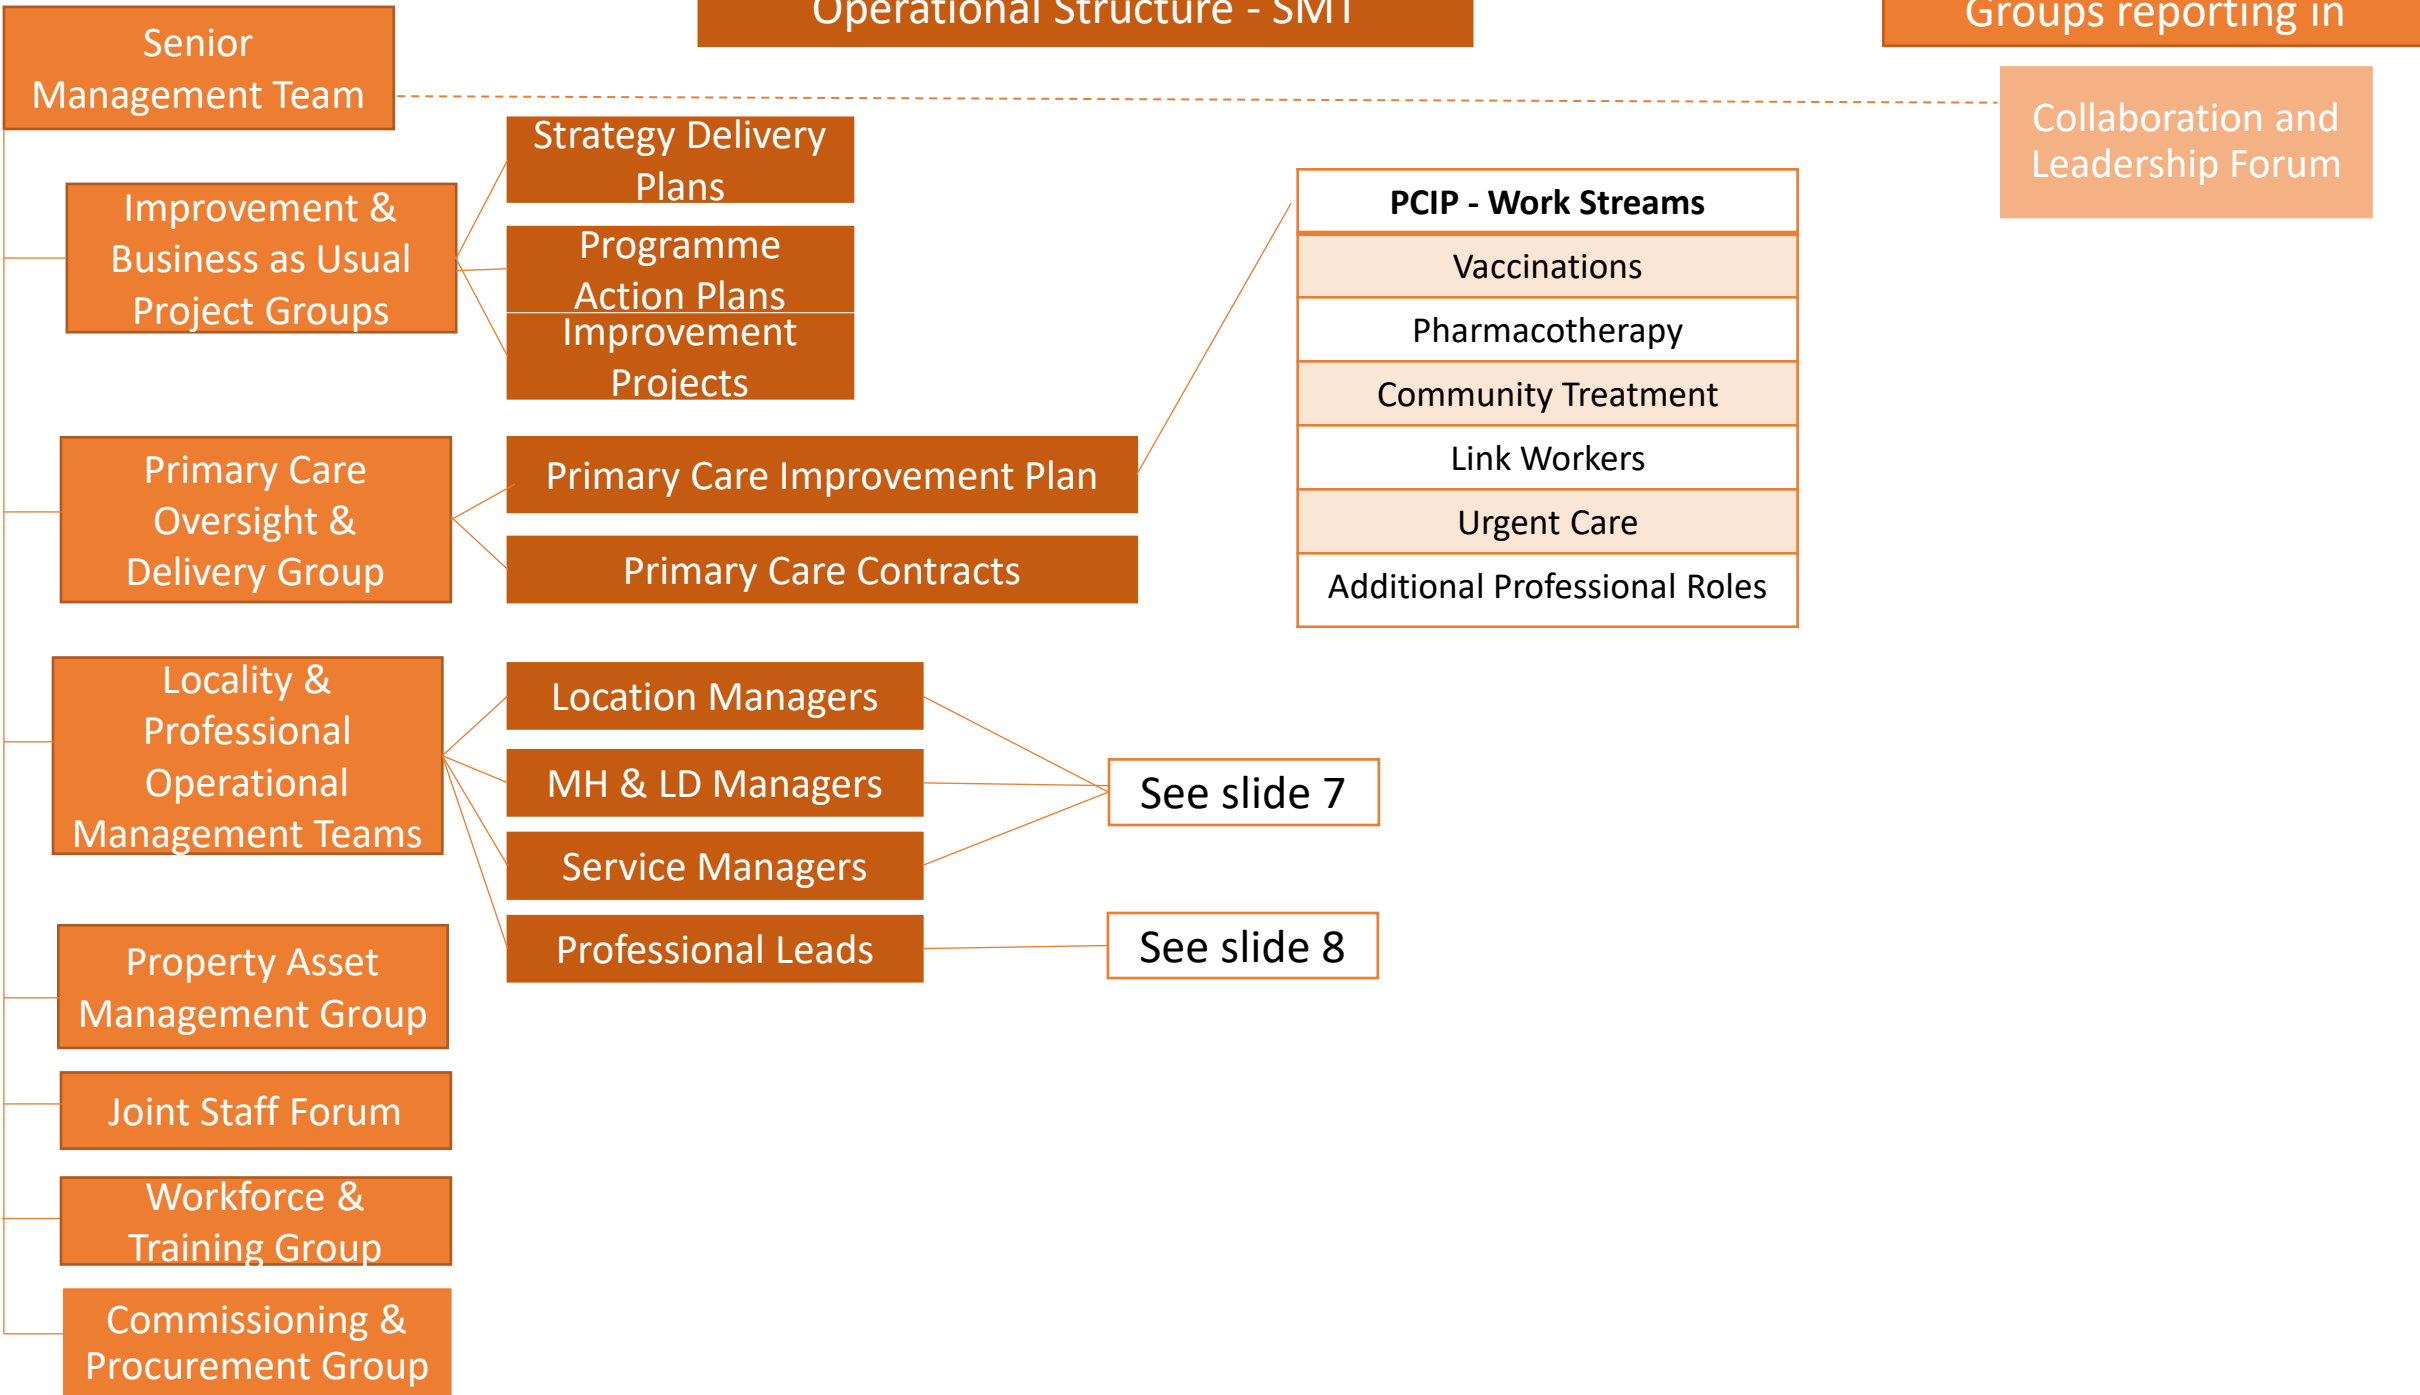 Operational Structure - SMT
Groups reporting in
Senior
Management Team
Collaboration and
Leadership Forum
Improvement &
Business as Usual
Project Groups
Strategy Delivery
Plans
Programme
Action Plans
Improvement
Projects
PCIP - Work Streams
Vaccinations
Pharmacotherapy
Community Treatment
Link Workers
Urgent Care
Additional Professional Roles
Primary Care
Oversight &
Delivery Group
Primary Care Improvement Plan
Primary Care Contracts
Locality &
Professional
Operational
Management Teams
Location Managers
MH & LD Managers
Service Managers
Professional Leads
See slide 7
See slide 8
Property Asset
Management Group
Joint Staff Forum
Workforce &
Training Group
Commissioning &
Procurement Group